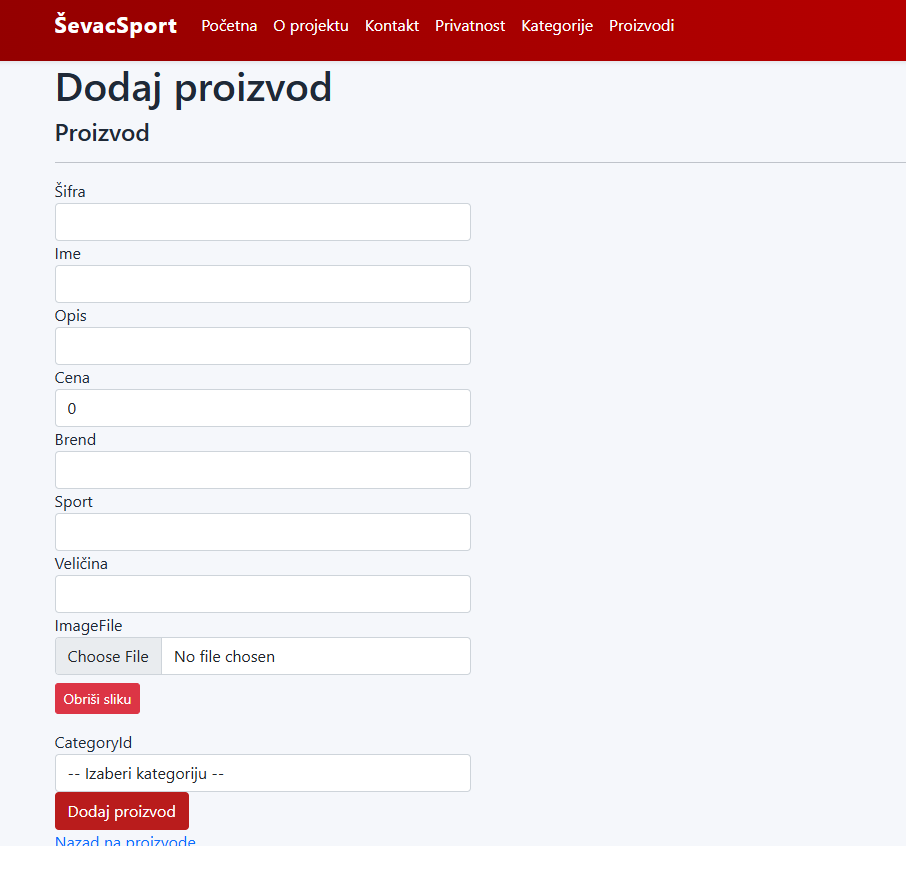 ŠevacSport Početna O projektu Kontakt Privatnost Kategorije Proizvodi
Dodaj proizvod
Proizvod
Šifra
Ime
Opis
Cena
0
Brend
Sport
Veličina
ImageFile
Choose File No file chosen
Obriši sliku
CategoryId
-- Izaberi kategoriju --
Dodaj proizvod
Nazad na proizvode